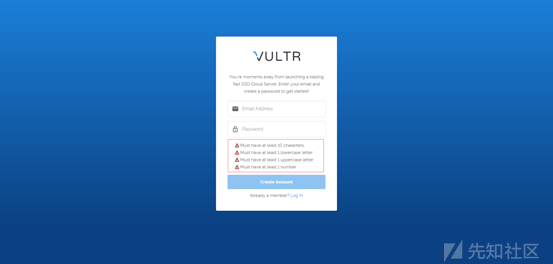 VULTR
You're moments away from launching a blazing
fast SSD Cloud Server. Enter your email and
create a password to get started!
Email Address
Password
Must have at least 10 characters
Must have at least 1 lowercase letter
Must have at least 1 uppercase letter
Must have at least 1 number
Create Account
Already a member? Log In
先知社区